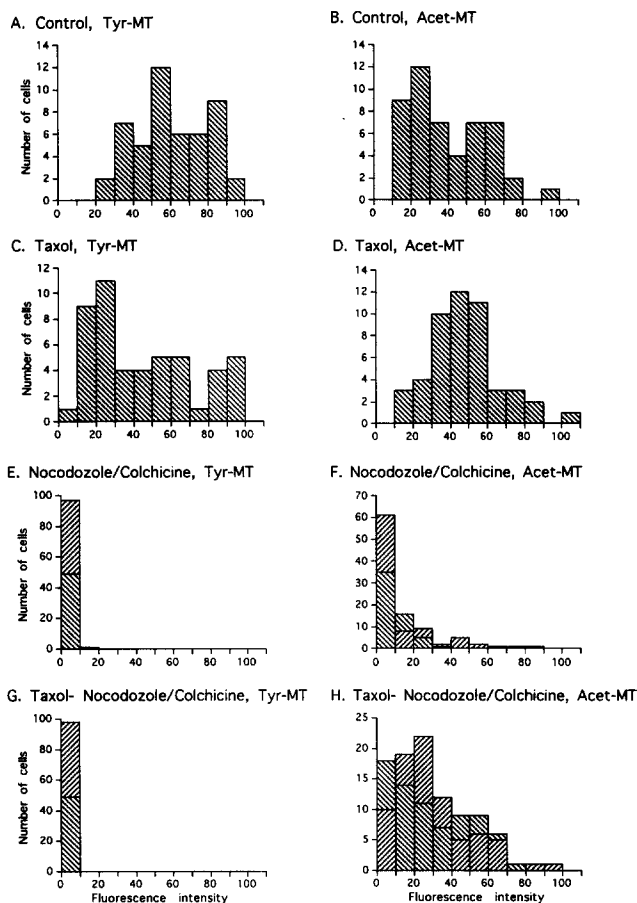 A. Control, Tyr-MT
Number of cells
14
12
10
8
6
4
2
0
0 20 40 60 80 100
B. Control, Acet-MT
14
12
10
8
6
4
2
0
0 20 40 60 80 100
C. Taxol, Tyr-MT
Number of cells
12
10
8
6
4
2
0
0 20 40 60 80 100
D. Taxol, Acet-MT
14
12
10
8
6
4
2
0
0 20 40 60 80 100
E. Nocodozole/Colchicine, Tyr-MT
Number of cells
100
80
60
40
20
0
0 20 40 60 80 100
F. Nocodozole/Colchicine, Acet-MT
70
60
50
40
30
20
10
0
0 20 40 60 80 100
G. Taxol- Nocodozole/Colchicine, Tyr-MT
Number of cells
100
80
60
40
20
0
0 20 40 60 80 100
Fluorescence intensity
H. Taxol- Nocodozole/Colchicine, Acet-MT
25
20
15
10
5
0
0 20 40 60 80 100
Fluorescence intensity